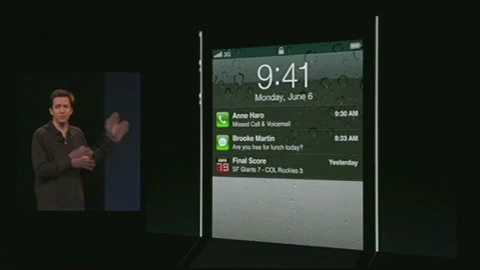 3G
9:41
Monday, June 6
Anne Haro 9:30 AM
Missed Call & Voicemail
Brooke Martin 8:33 AM
Are you free for lunch today?
Final Score Yesterday
SF Giants 7 - COL Rockies 3